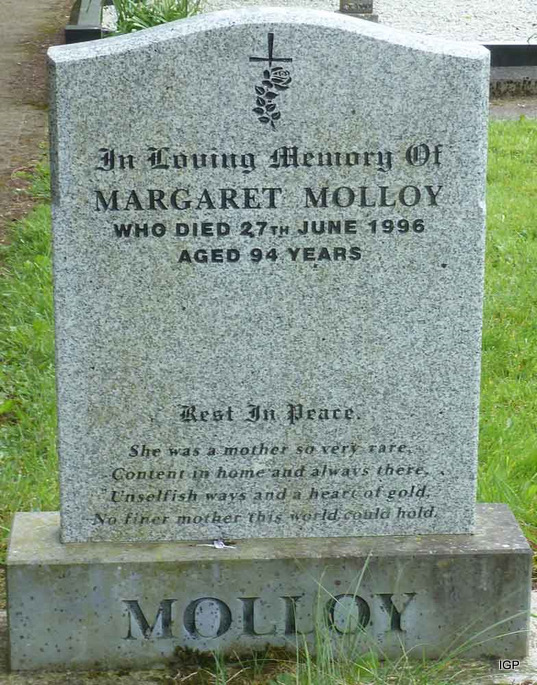 In Loving Memory Of
MARGARET MOLLOY
WHO DIED 27TH JUNE 1996
AGED 94 YEARS
Rest In Peace.
She was a mother so very rare,
Content in home and always there,
Unselfish ways and a heart of gold,
No finer mother this world could hold.
MOLLOY
IGP